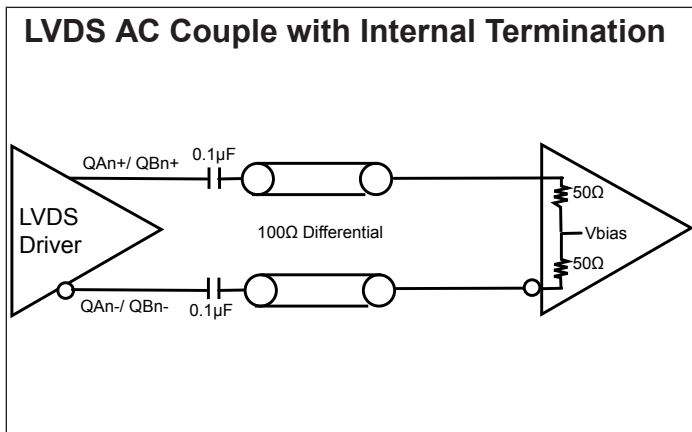 LVDS AC Couple with Internal Termination
QAn+/ QBn+
0.1µF
LVDS
Driver
50Ω
100Ω Differential
Vbias
50Ω
QAn-/ QBn-
0.1µF